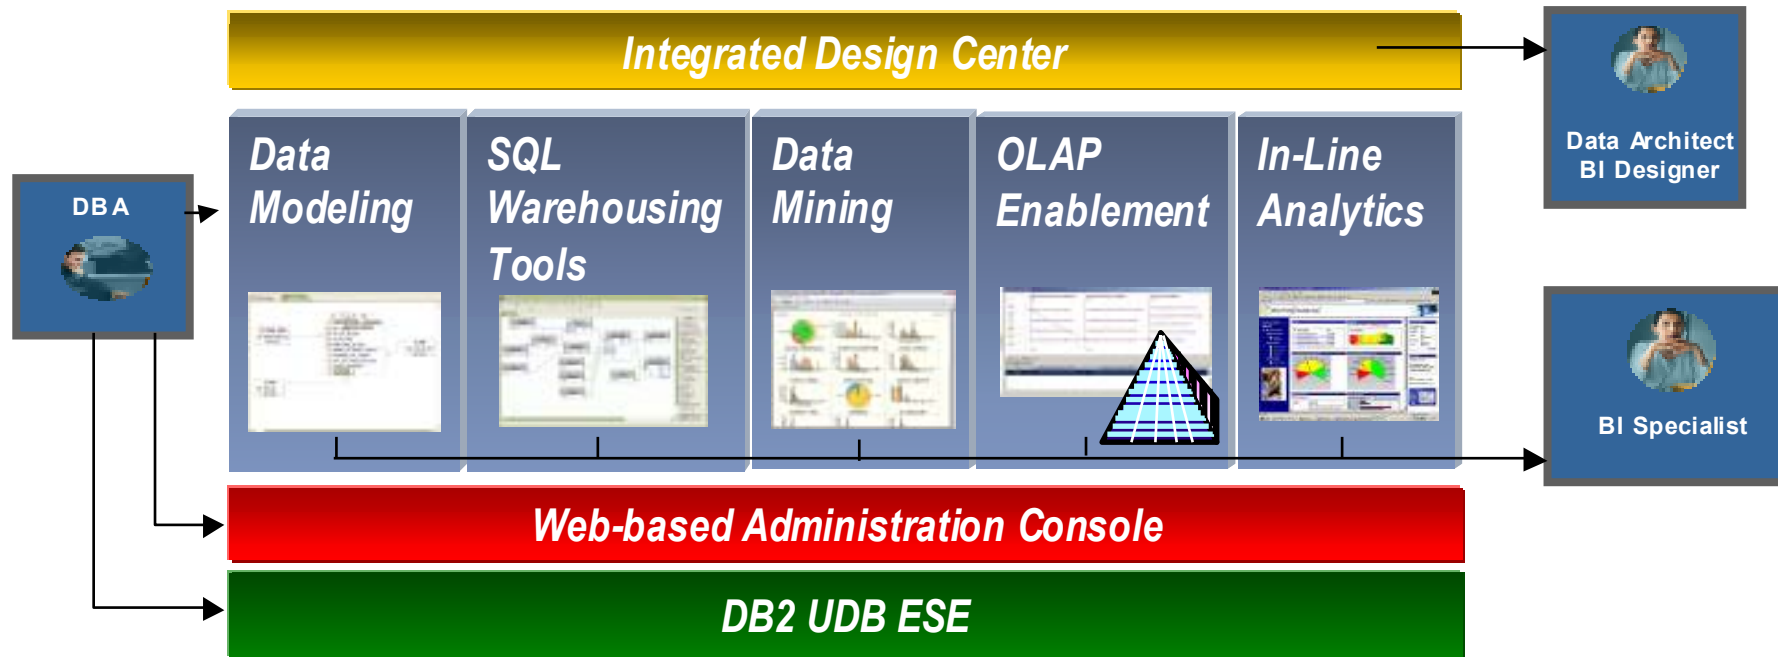 Integrated Design Center
Data Architect
BI Designer
DBA
Data
Modeling
SQL
Warehousing
Tools
Data
Mining
OLAP
Enablement
In-Line
Analytics
BI Specialist
Web-based Administration Console
DB2 UDB ESE